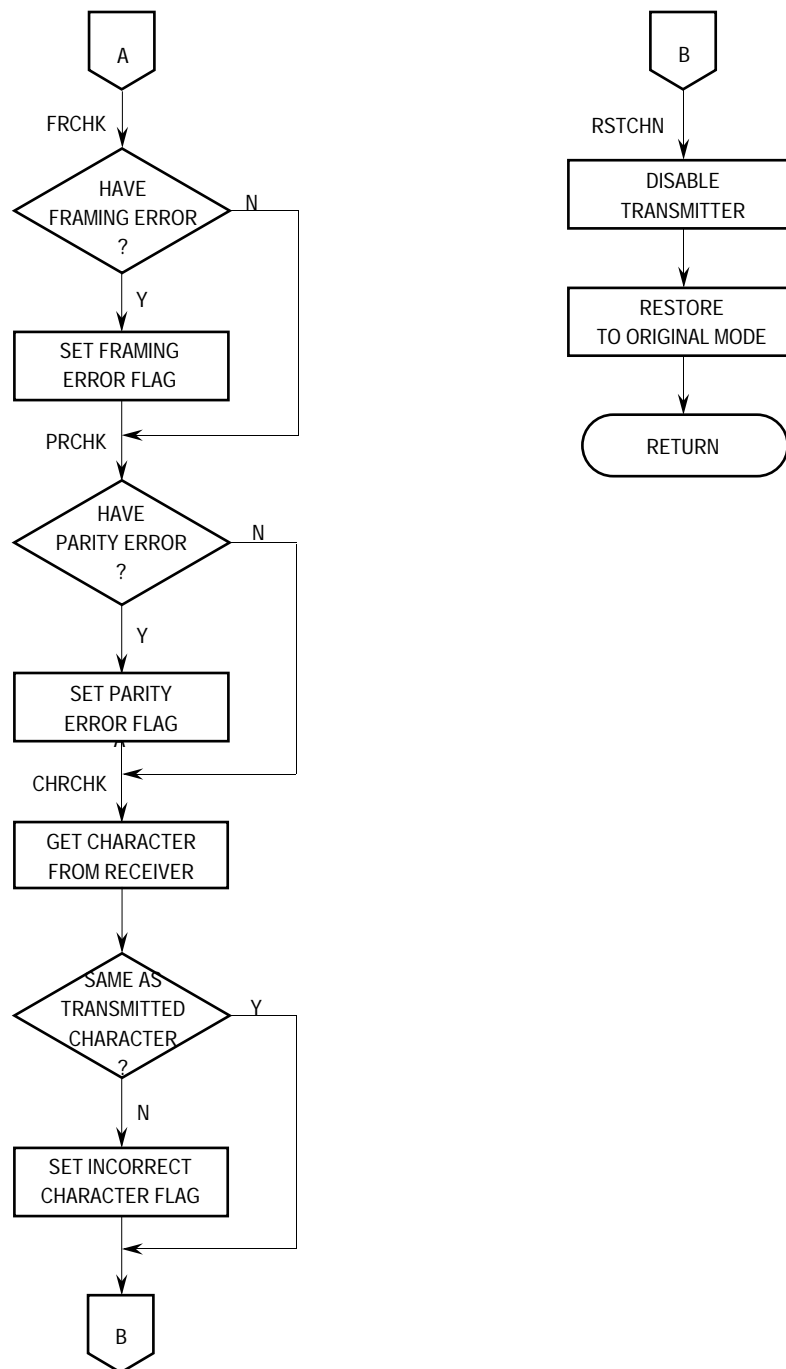 A
FRCHK
HAVE
FRAMING ERROR
?
N
Y
SET FRAMING
ERROR FLAG
PRCHK
HAVE
PARITY ERROR
?
N
Y
SET PARITY
ERROR FLAG
CHRCHK
GET CHARACTER
FROM RECEIVER
SAME AS
TRANSMITTED
CHARACTER
?
Y
N
SET INCORRECT
CHARACTER FLAG
B
B
RSTCHN
DISABLE
TRANSMITTER
RESTORE
TO ORIGINAL MODE
RETURN